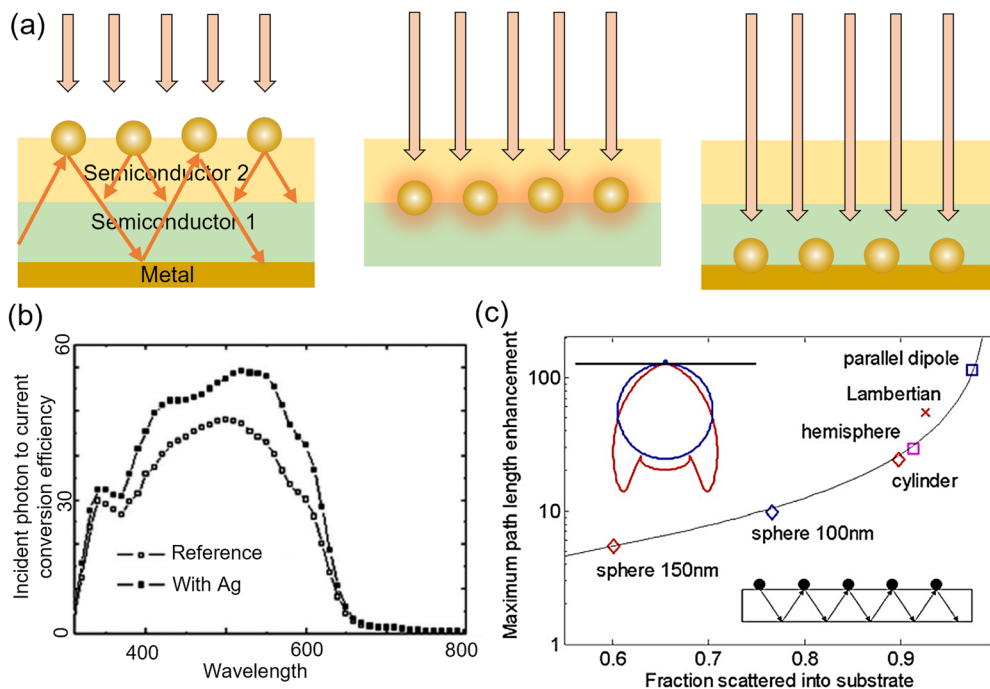 (a)
Semiconductor 2
Semiconductor 1
Metal
(b)
Incident photon to current
conversion efficiency
60
30
0
Reference
With Ag
400
600
800
Wavelength
(c)
Maximum path length enhancement
100
10
1
parallel dipole
Lambertian
hemisphere
cylinder
sphere 100nm
sphere 150nm
0.6
0.7
0.8
0.9
Fraction scattered into substrate